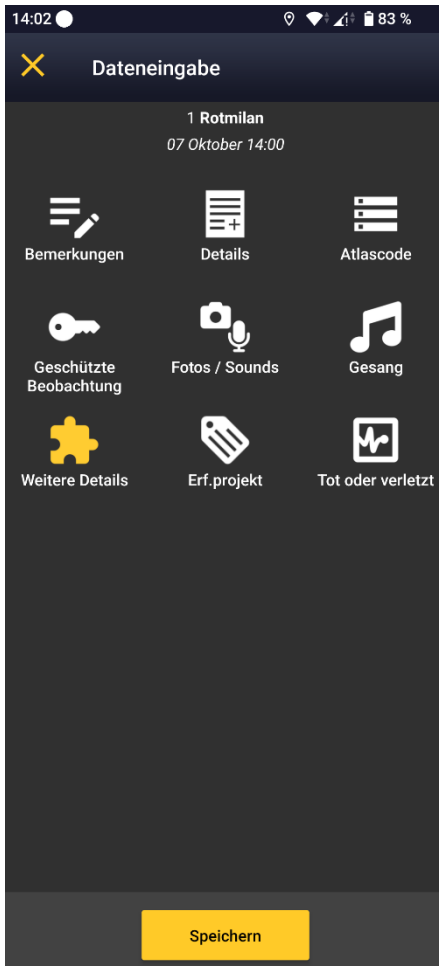 14:02 83 %
Dateneingabe
1 Rotmilan
07 Oktober 14:00
Bemerkungen Details Atlascode
Geschützte Beobachtung Fotos / Sounds Gesang
Weitere Details Erf.projekt Tot oder verletzt
Speichern